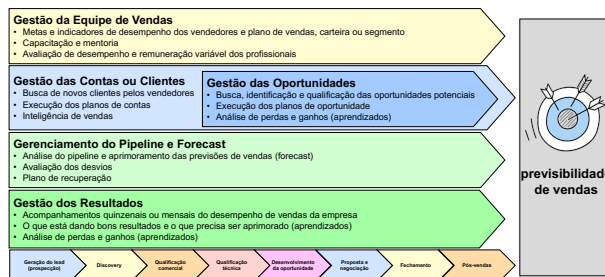 Gestão da Equipe de Vendas
• Metas e indicadores de desempenho dos vendedores e plano de vendas, carteira ou segmento
• Capacitação e mentoria
• Avaliação de desempenho e remuneração variável dos profissionais
Gestão das Contas ou Clientes
• Busca de novos clientes pelos vendedores
• Execução dos planos de contas
• Inteligência de vendas
Gestão das Oportunidades
• Busca, identificação e qualificação das oportunidades potenciais
• Execução dos planos de oportunidade
• Análise de perdas e ganhos (aprendizados)
Gerenciamento do Pipeline e Forecast
• Análise do pipeline e aprimoramento das previsões de vendas (forecast)
• Avaliação dos desvios
• Plano de recuperação
Gestão dos Resultados
• Acompanhamentos quinzenais ou mensais do desempenho de vendas da empresa
• O que está dando bons resultados e o que precisa ser aprimorado (aprendizados)
• Análise de perdas e ganhos (aprendizados)
previsibilidade
de vendas
Geração do lead
(prospecção)
Discovery
Qualificação
comercial
Qualificação
técnica
Desenvolvimento
da oportunidade
Proposta e
negociação
Fechamento
Pós-vendas